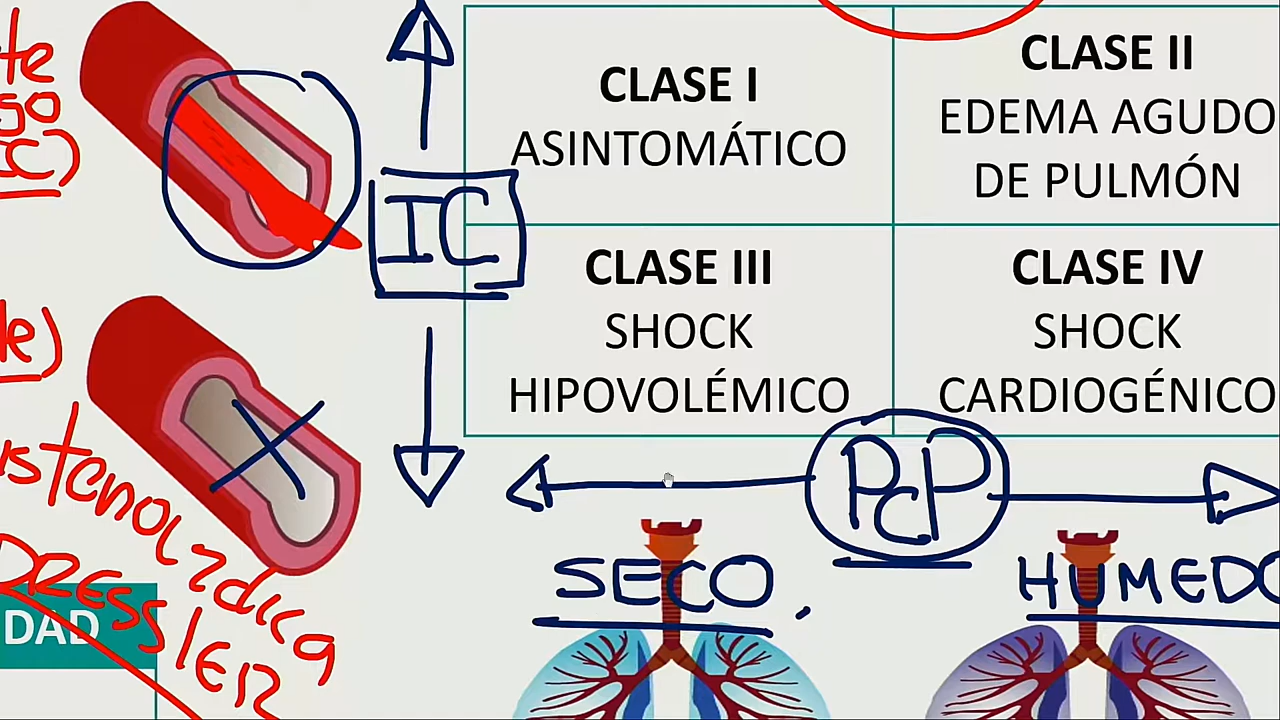 CLASE I
ASINTOMÁTICO
CLASE II
EDEMA AGUDO
DE PULMÓN
IC
CLASE III
SHOCK
HIPOVOLÉMICO
CLASE IV
SHOCK
CARDIOGÉNICO
PCP
SECO
HUMEDO
DRESSlER
DAD